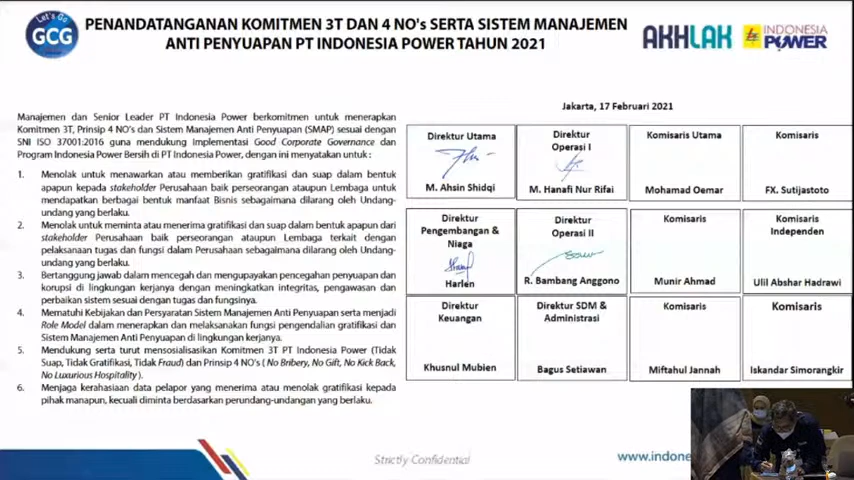 Let's Go
GCG
PENANDATANGANAN KOMITMEN 3T DAN 4 NO's SERTA SISTEM MANAJEMEN
ANTI PENYUAPAN PT INDONESIA POWER TAHUN 2021
AKHLAK
INDONESIA
POWER
Jakarta, 17 Februari 2021
Manajemen dan Senior Leader PT Indonesia Power berkomitmen untuk menerapkan
Komitmen 3T, Prinsip 4 NO's dan Sistem Manajemen Anti Penyuapan (SMAP) sesuai dengan
SNI ISO 37001:2016 guna mendukung Implementasi Good Corporate Governance dan
Program Indonesia Power Bersih di PT Indonesia Power, dengan ini menyatakan untuk :
1. Menolak untuk menawarkan atau memberikan gratifikasi dan suap dalam bentuk
apapun kepada stakeholder Perusahaan baik perseorangan ataupun Lembaga untuk
mendapatkan berbagai bentuk manfaat Bisnis sebagaimana dilarang oleh Undang-
undang yang berlaku.
2. Menolak untuk meminta atau menerima gratifikasi dan suap dalam bentuk apapun dari
stakeholder Perusahaan baik perseorangan ataupun Lembaga terkait dengan
pelaksanaan tugas dan fungsi dalam Perusahaan sebagaimana dilarang oleh Undang-
undang yang berlaku.
3. Bertanggung jawab dalam mencegah dan mengupayakan pencegahan penyuapan dan
korupsi di lingkungan kerjanya dengan meningkatkan integritas, pengawasan dan
perbaikan sistem sesuai dengan tugas dan fungsinya.
4. Mematuhi Kebijakan dan Persyaratan Sistem Manajemen Anti Penyuapan serta menjadi
Role Model dalam menerapkan dan melaksanakan fungsi pengendalian gratifikasi dan
Sistem Manajemen Anti Penyuapan di lingkungan kerjanya.
5. Mendukung serta turut mensosialisasikan Komitmen 3T PT Indonesia Power (Tidak
Suap, Tidak Gratifikasi, Tidak Fraud) dan Prinsip 4 NO's ( No Bribery, No Gift, No Kick Back,
No Luxurious Hospitality ).
6. Menjaga kerahasiaan data pelapor yang menerima atau menolak gratifikasi kepada
pihak manapun, kecuali diminta berdasarkan perundang-undangan yang berlaku.
Direktur Utama
M. Ahsin Shidqi
Direktur
Operasi I
M. Hanafi Nur Rifai
Komisaris Utama
Mohamad Oemar
Komisaris
FX. Sutijastoto
Direktur
Pengembangan &
Niaga
Harlen
Direktur
Operasi II
R. Bambang Anggono
Komisaris
Munir Ahmad
Komisaris
Independen
Ulil Abshar Hadrawi
Direktur
Keuangan
Khusnul Mubien
Direktur SDM &
Administrasi
Bagus Setiawan
Komisaris
Miftahul Jannah
Komisaris
Iskandar Simorangkir
Strictly Confidential
www.indone